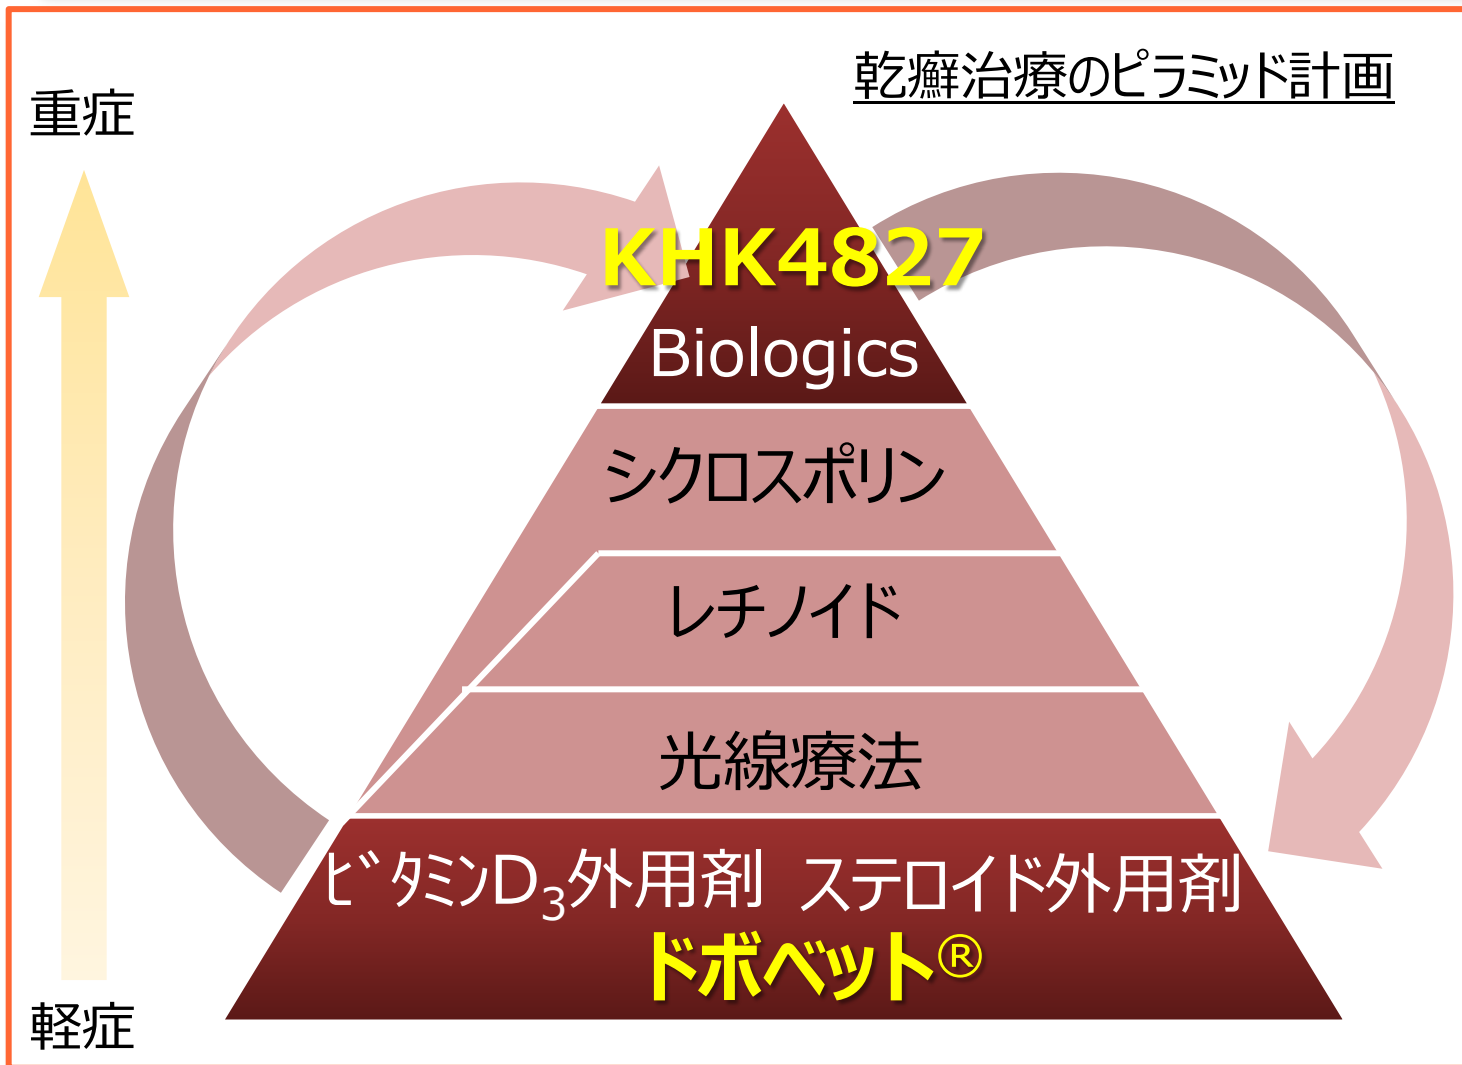 乾癬治療のピラミッド計画
重症
KHK4827
Biologics
シクロスポリン
レチノイド
光線療法
ビタミンD₃外用剤 ステロイド外用剤
ドボベット®
軽症